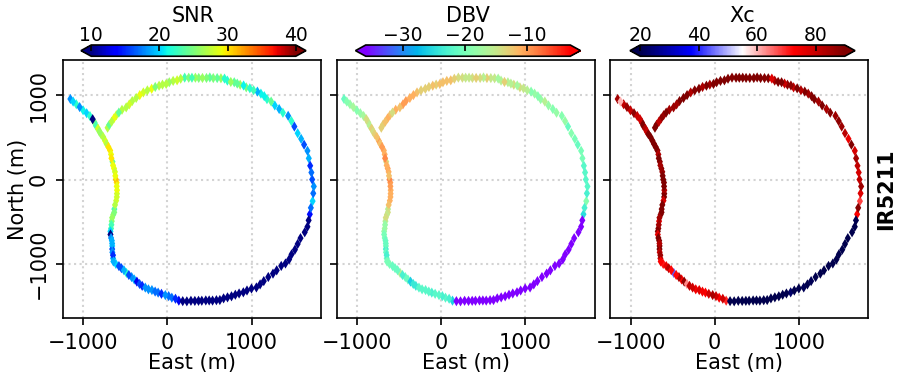 SNR DBV Xc
10 20 30 40 −30 −20 −10 20 40 60 80
1000
0
−1000
North (m)
−1000 0 1000 −1000 0 1000 −1000 0 1000
East (m) East (m) East (m)
IR5211